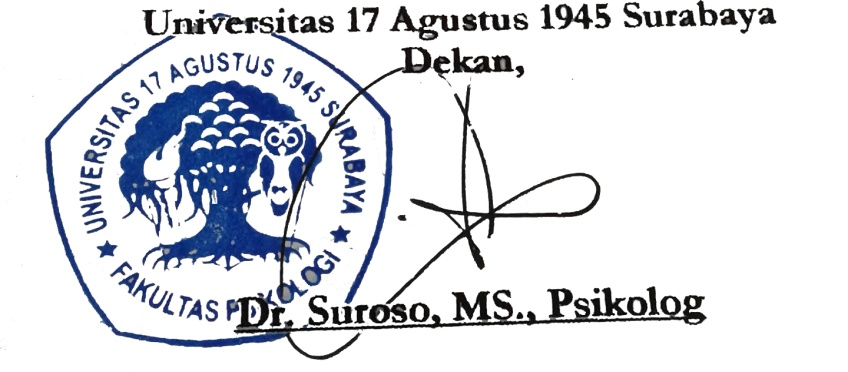 Universitas 17 Agustus 1945 Surabaya
Dekan,
UNIVERSITAS 17 AGUSTUS 1945 SURABAYA
★ FAKULTAS PSIKOLOGI ★
Dr. Suroso, MS., Psikolog